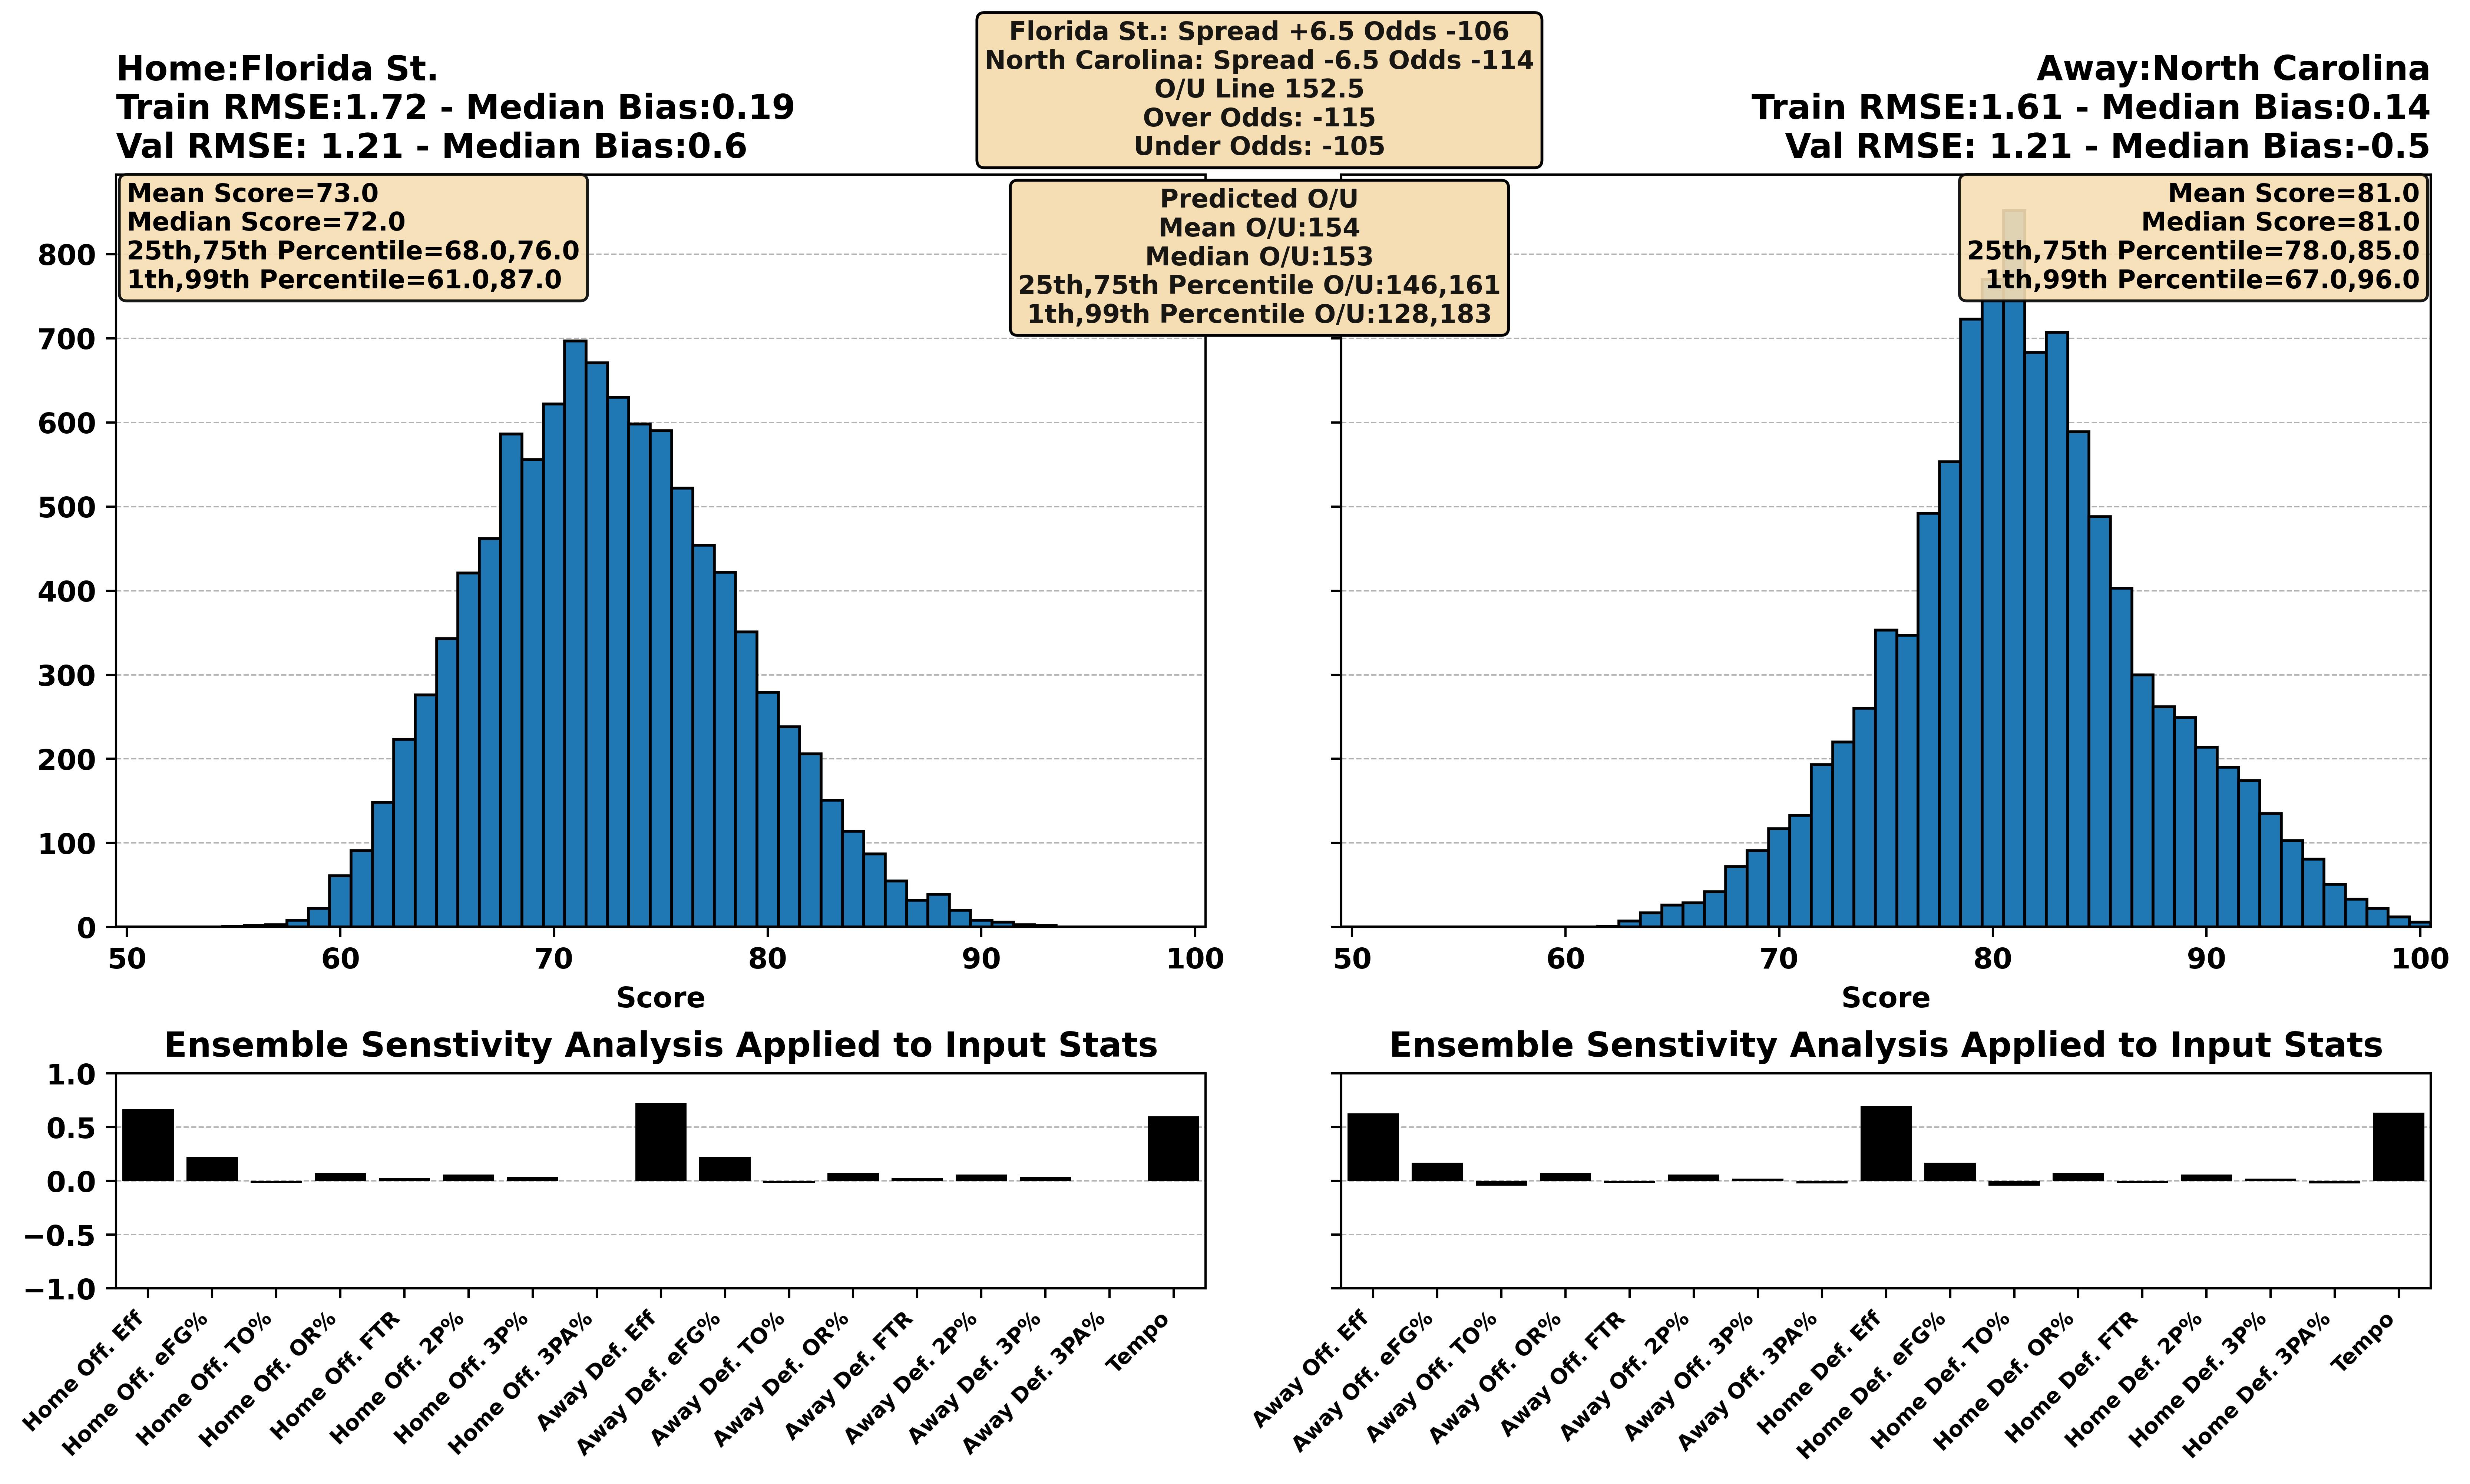 Florida St.: Spread +6.5 Odds -106
North Carolina: Spread -6.5 Odds -114
O/U Line 152.5
Over Odds: -115
Under Odds: -105
Home:Florida St.
Train RMSE:1.72 - Median Bias:0.19
Val RMSE: 1.21 - Median Bias:0.6
Away:North Carolina
Train RMSE:1.61 - Median Bias:0.14
Val RMSE: 1.21 - Median Bias:-0.5
Mean Score=73.0
Median Score=72.0
25th,75th Percentile=68.0,76.0
1th,99th Percentile=61.0,87.0
Predicted O/U
Mean O/U:154
Median O/U:153
25th,75th Percentile O/U:146,161
1th,99th Percentile O/U:128,183
Mean Score=81.0
Median Score=81.0
25th,75th Percentile=78.0,85.0
1th,99th Percentile=67.0,96.0
800
700
600
500
400
300
200
100
0
50 60 70 80 90 100
Score
50 60 70 80 90 100
Score
Ensemble Senstivity Analysis Applied to Input Stats
1.0
0.5
0.0
−0.5
−1.0
Home Off. Eff
Home Off. eFG%
Home Off. TO%
Home Off. OR%
Home Off. FTR
Home Off. 2P%
Home Off. 3P%
Home Off. 3PA%
Away Def. Eff
Away Def. eFG%
Away Def. TO%
Away Def. OR%
Away Def. FTR
Away Def. 2P%
Away Def. 3P%
Away Def. 3PA%
Tempo
Ensemble Senstivity Analysis Applied to Input Stats
Away Off. Eff
Away Off. eFG%
Away Off. TO%
Away Off. OR%
Away Off. FTR
Away Off. 2P%
Away Off. 3P%
Away Off. 3PA%
Home Def. Eff
Home Def. eFG%
Home Def. TO%
Home Def. OR%
Home Def. FTR
Home Def. 2P%
Home Def. 3P%
Home Def. 3PA%
Tempo